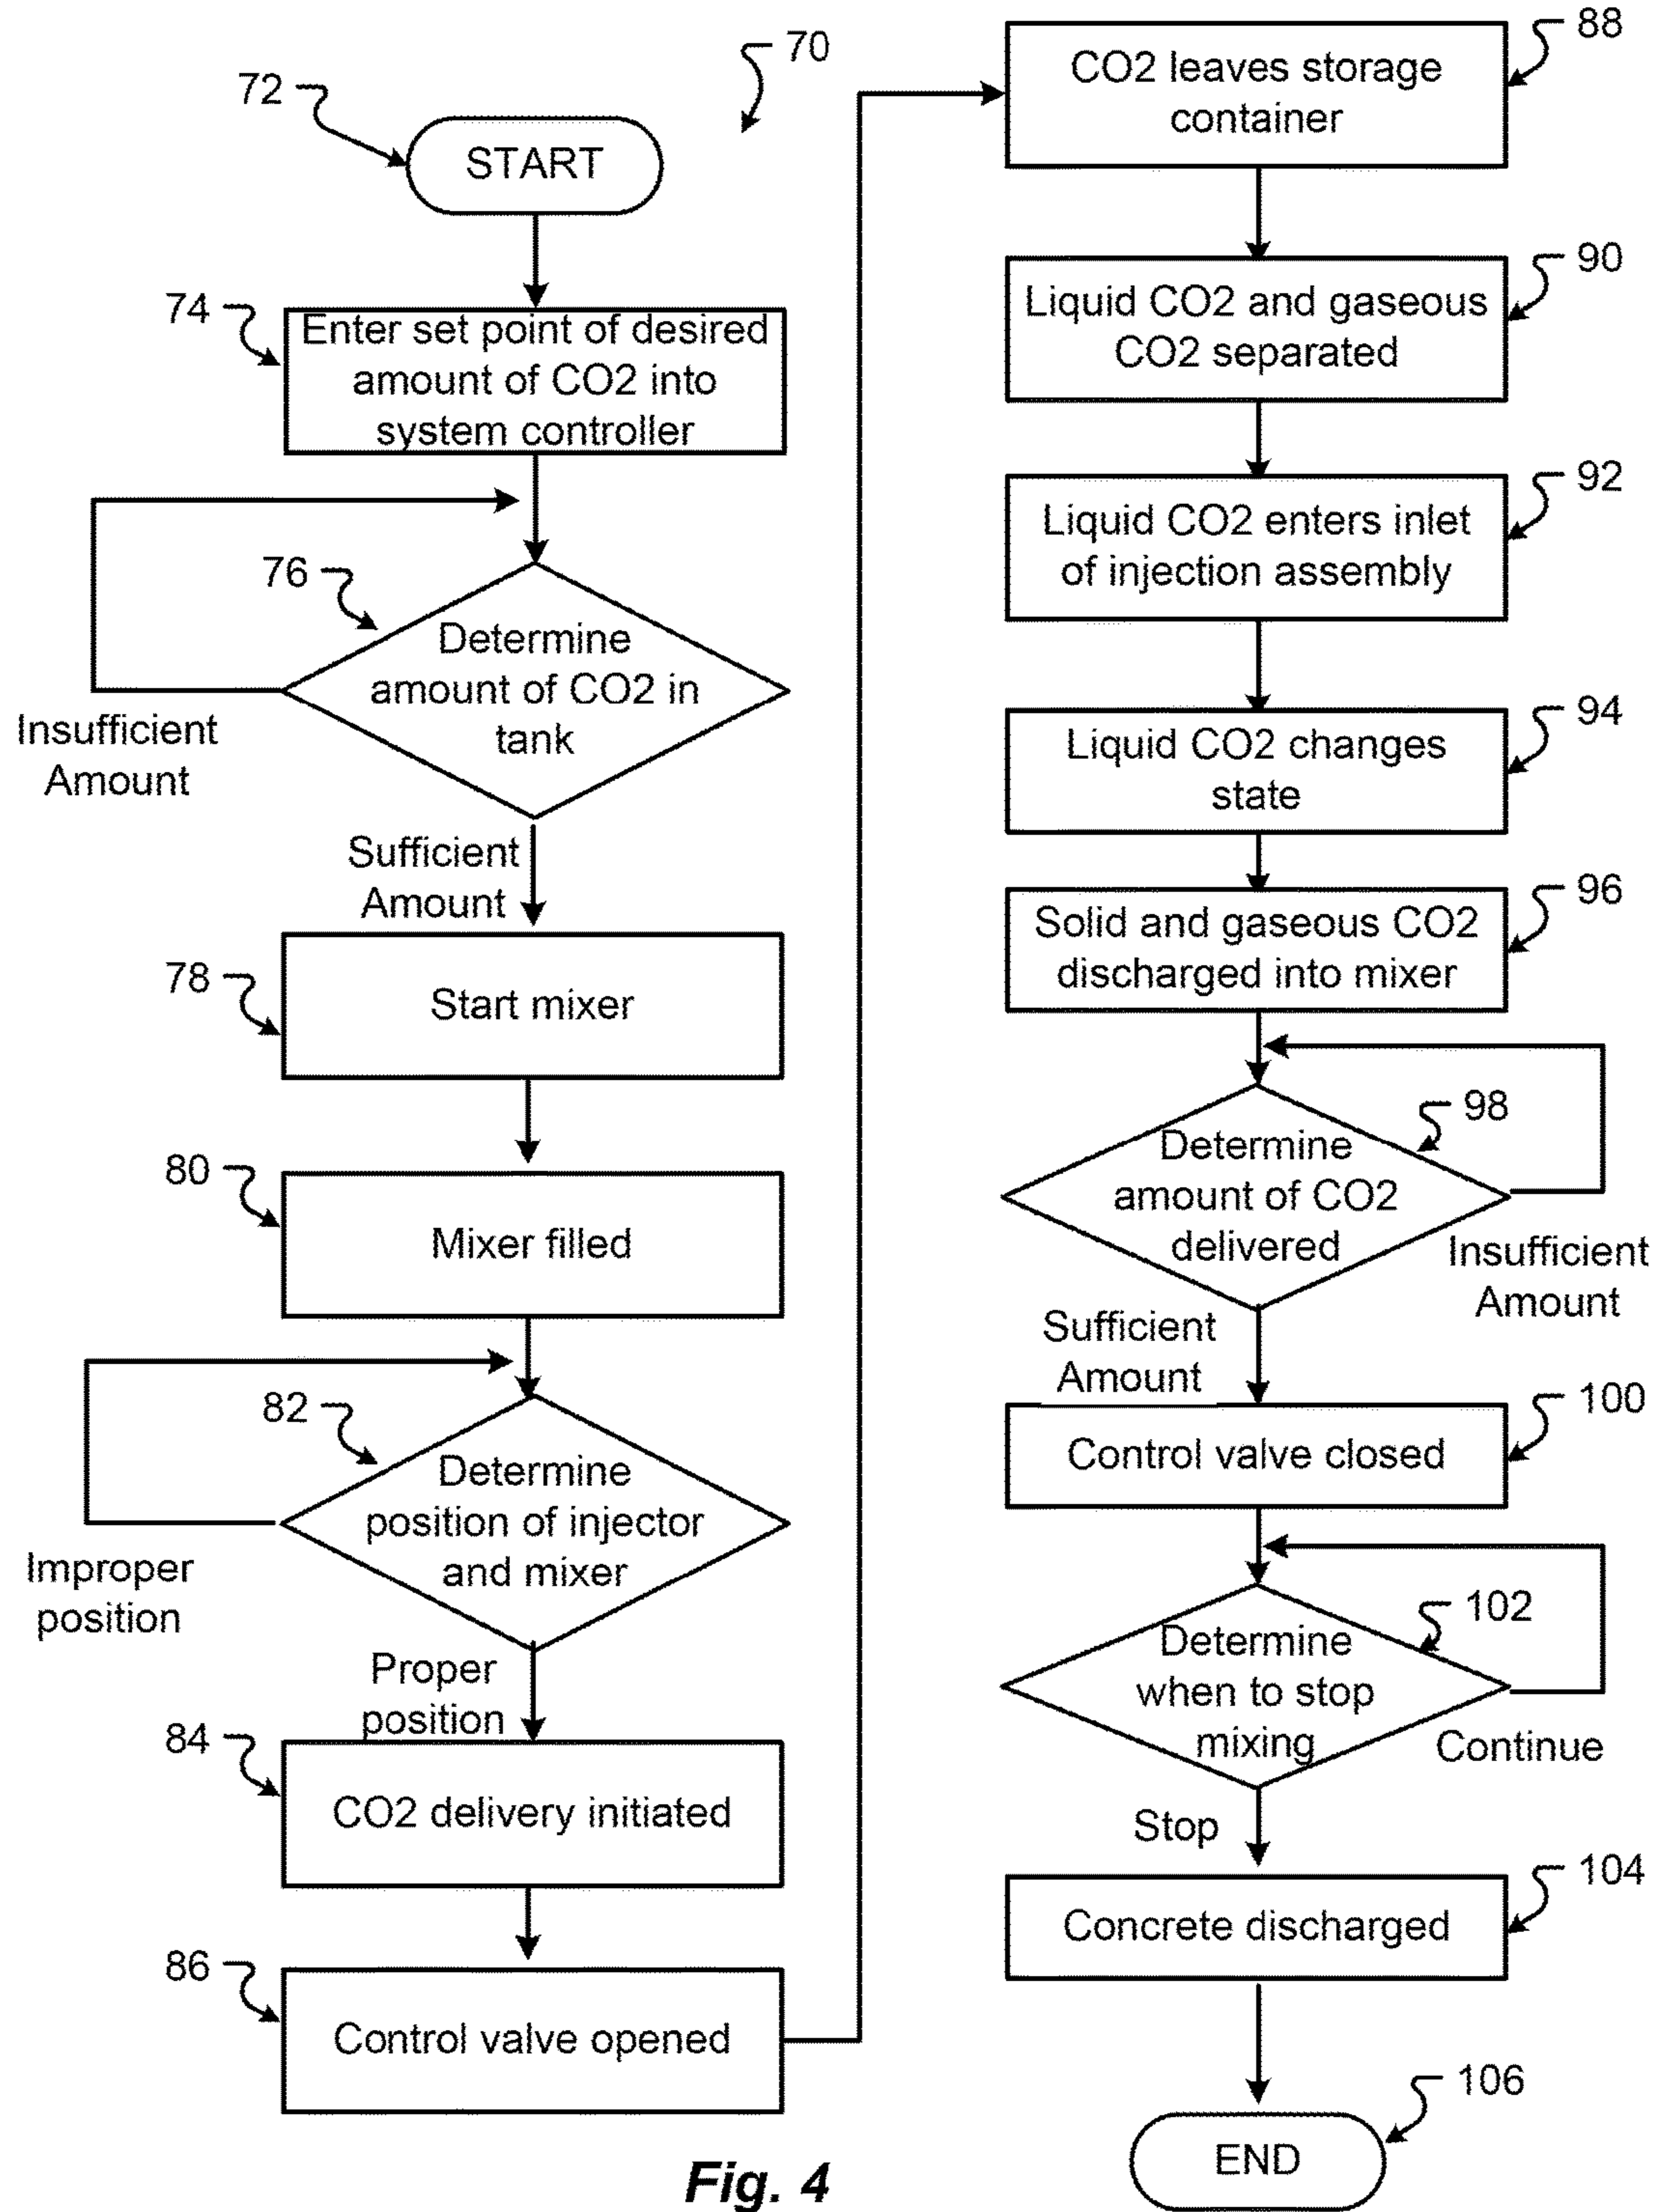 70
72
START
74
Enter set point of desired
amount of CO2 into
system controller
76
Determine
amount of CO2 in
tank
Insufficient
Amount
Sufficient
Amount
78
Start mixer
80
Mixer filled
82
Determine
position of injector
and mixer
Improper
position
Proper
position
84
CO2 delivery initiated
86
Control valve opened
88
CO2 leaves storage
container
90
Liquid CO2 and gaseous
CO2 separated
92
Liquid CO2 enters inlet
of injection assembly
94
Liquid CO2 changes
state
96
Solid and gaseous CO2
discharged into mixer
98
Determine
amount of CO2
delivered
Insufficient
Amount
Sufficient
Amount
100
Control valve closed
102
Determine
when to stop
mixing
Continue
Stop
104
Concrete discharged
106
END
Fig. 4